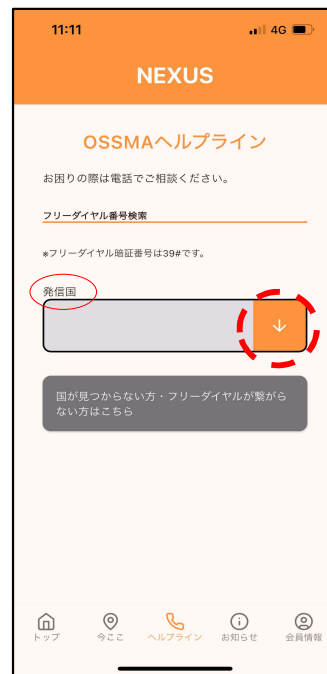 11:11
4G
NEXUS
OSSMAヘルプライン
お困りの際は電話でご相談ください。
フリーダイヤル番号検索
*フリーダイヤル暗証番号は39#です。
発信国
国が見つからない方・フリーダイヤルが繋がら
ない方はこちら
トップ
今ここ
ヘルプライン
お知らせ
会員情報